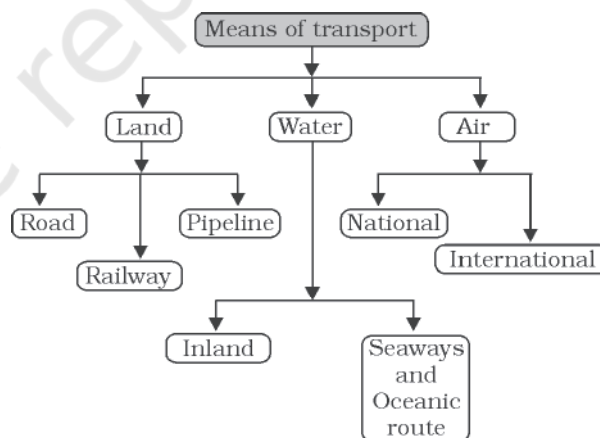 Means of transport
Land
Water
Air
Road
Pipeline
National
Railway
International
Inland
Seaways
and
Oceanic
route